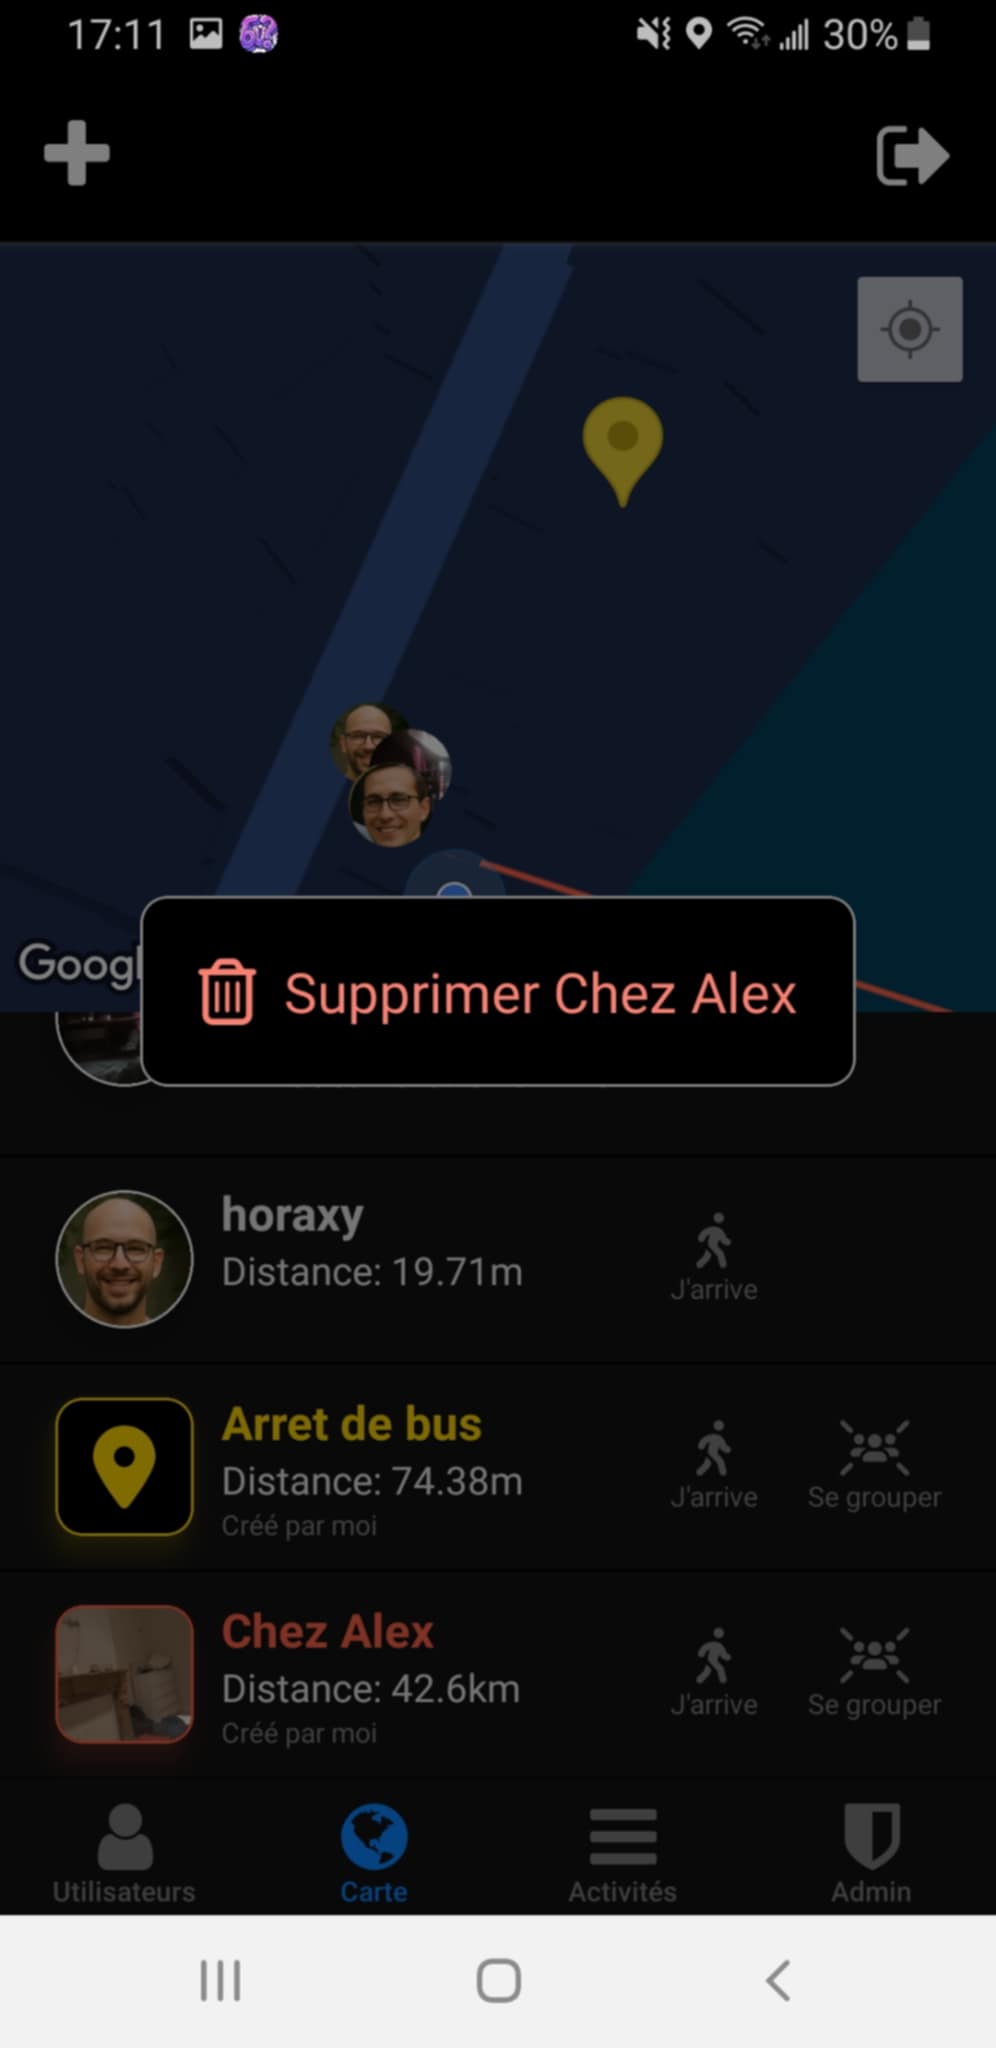 17:11
30%
Googl
Supprimer Chez Alex
horaxy
Distance: 19.71m
J'arrive
Arret de bus
Distance: 74.38m
Créé par moi
J'arrive
Se grouper
Chez Alex
Distance: 42.6km
Créé par moi
J'arrive
Se grouper
Utilisateurs
Carte
Activités
Admin